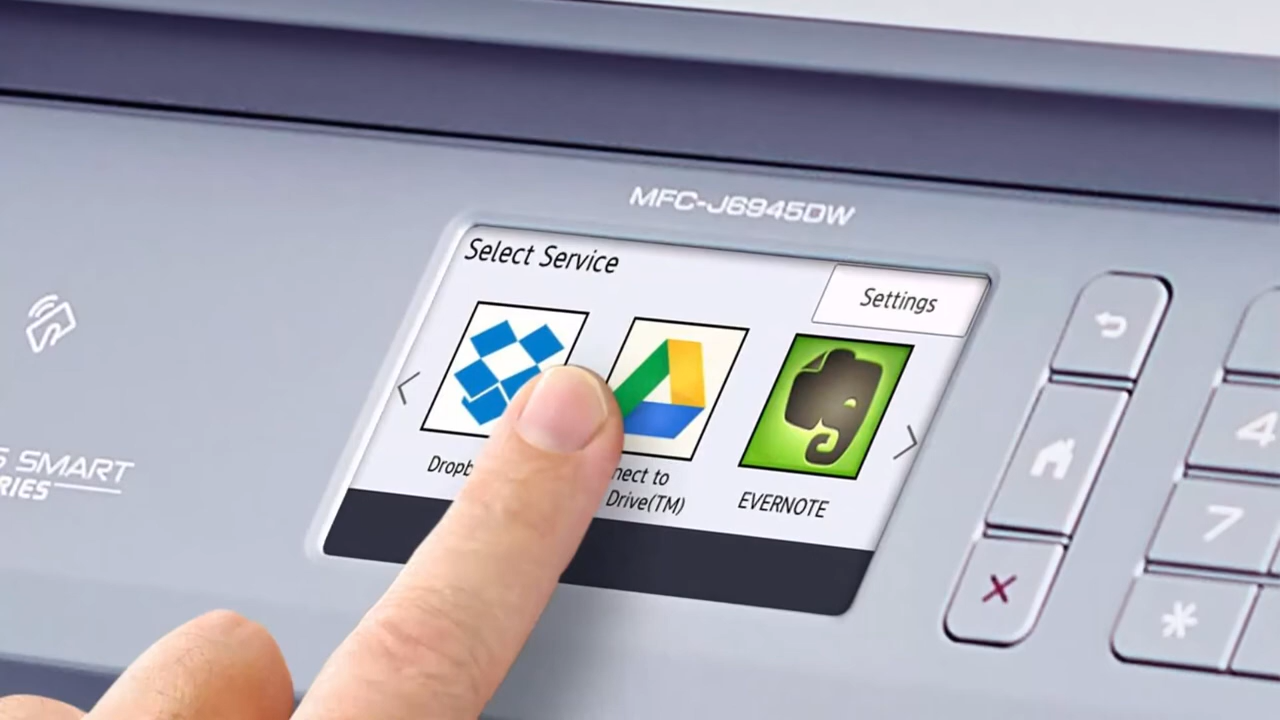 MFC-J6945DW
Select Service
Settings
Dropb
nect to
Drive(TM)
EVERNOTE
4
7
*
S SMART
RIES